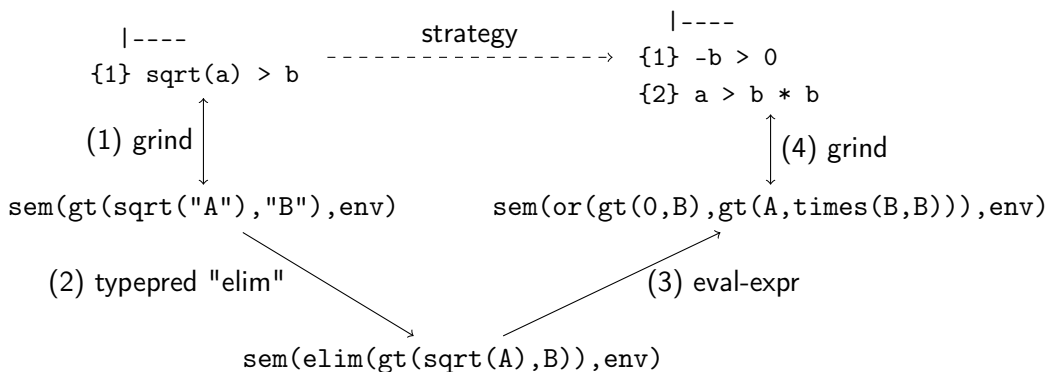 |----
{1} sqrt(a) > b
strategy
|----
{1} -b > 0
{2} a > b * b
(1) grind
(4) grind
sem(gt(sqrt("A"),"B"),env)
sem(or(gt(0,B),gt(A,times(B,B))),env)
(2) typepred "elim"
(3) eval-expr
sem(elim(gt(sqrt(A),B)),env)